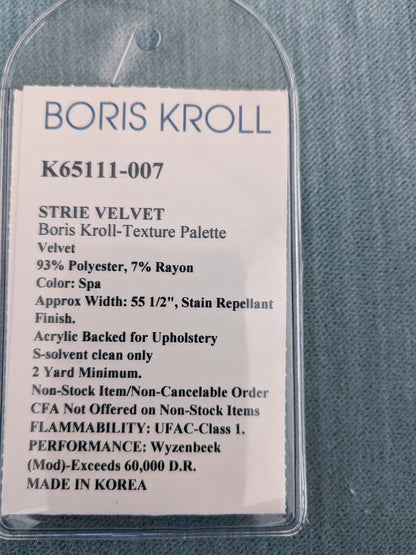 BORIS KROLL
K65111-007
STRIE VELVET
Boris Kroll-Texture Palette
Velvet
93% Polyester, 7% Rayon
Color: Spa
Approx Width: 55 1/2", Stain Repellant
Finish.
Acrylic Backed for Upholstery
S-solvent clean only
2 Yard Minimum.
Non-Stock Item/Non-Cancelable Order
CFA Not Offered on Non-Stock Items
FLAMMABILITY: UFAC-Class 1.
PERFORMANCE: Wyzenbeek
(Mod)-Exceeds 60,000 D.R.
MADE IN KOREA